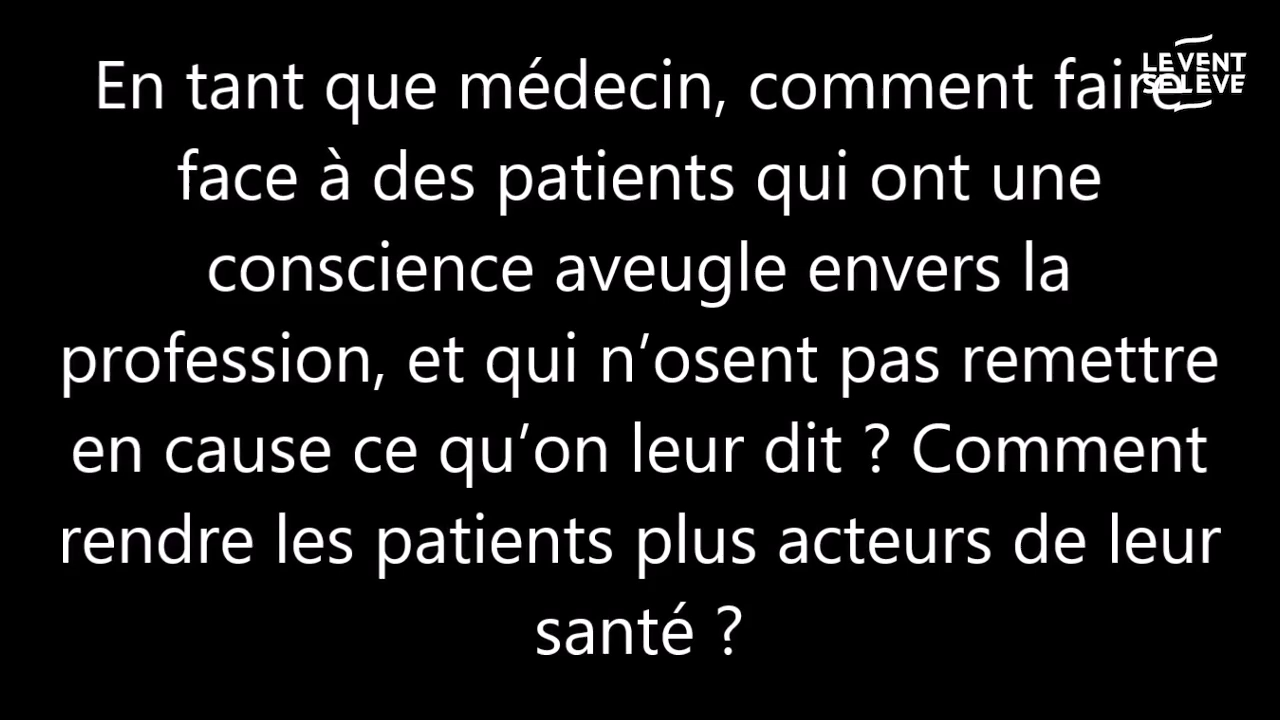 LE VENT
SE LÈVE
En tant que médecin, comment faire
face à des patients qui ont une
conscience aveugle envers la
profession, et qui n’osent pas remettre
en cause ce qu’on leur dit ? Comment
rendre les patients plus acteurs de leur
santé ?